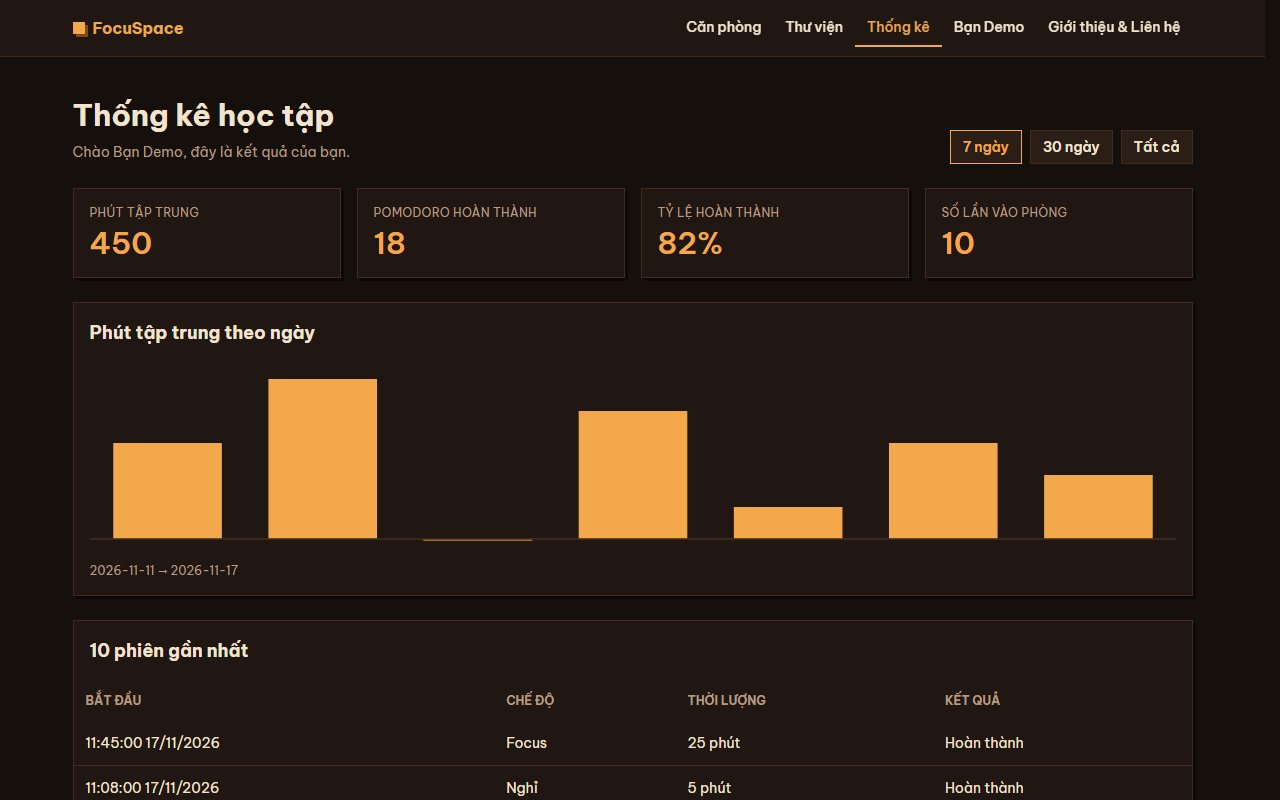 FocuSpace
Căn phòng Thư viện Thống kê Bạn Demo Giới thiệu & Liên hệ
Thống kê học tập
Chào Bạn Demo, đây là kết quả của bạn.
7 ngày 30 ngày Tất cả
PHÚT TẬP TRUNG POMODORO HOÀN THÀNH TỶ LỆ HOÀN THÀNH SỐ LẦN VÀO PHÒNG
450 18 82% 10
Phút tập trung theo ngày
2026-11-11 → 2026-11-17
10 phiên gần nhất
BẮT ĐẦU CHẾ ĐỘ THỜI LƯỢNG KẾT QUẢ
11:45:00 17/11/2026 Focus 25 phút Hoàn thành
11:08:00 17/11/2026 Nghỉ 5 phút Hoàn thành